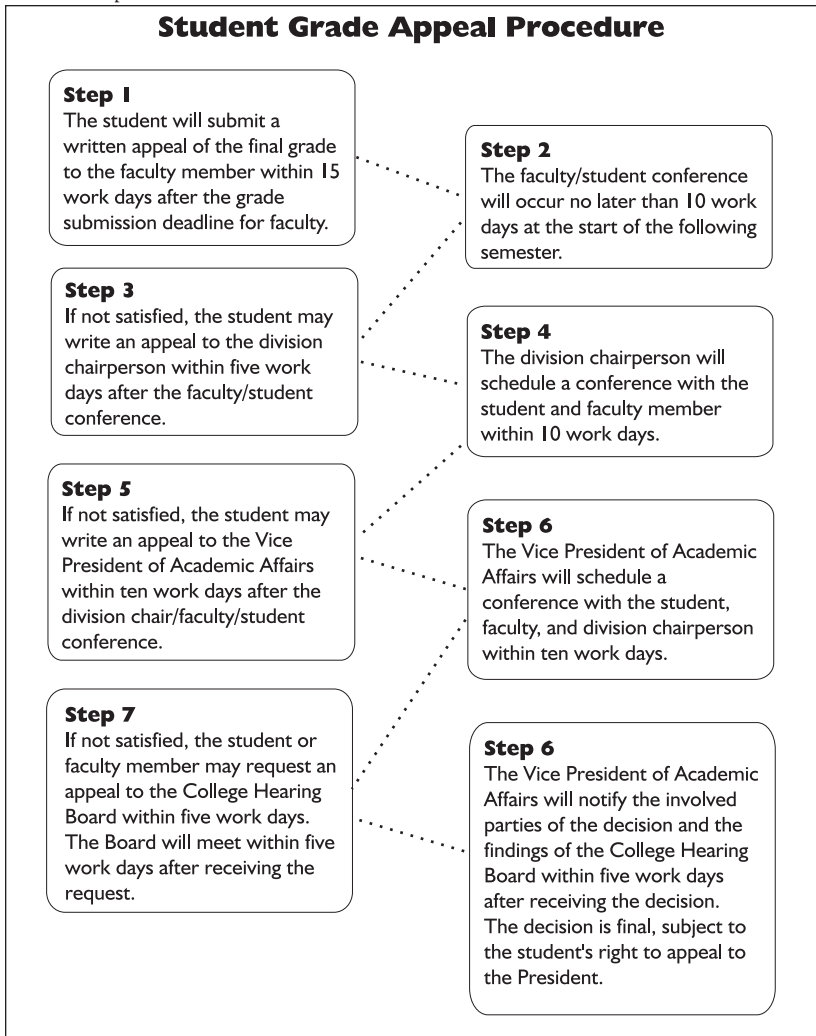 Student Grade Appeal Procedure
Step 1
The student will submit a
written appeal of the final grade
to the faculty member within 15
work days after the grade
submission deadline for faculty.
Step 2
The faculty/student conference
will occur no later than 10 work
days at the start of the following
semester.
Step 3
If not satisfied, the student may
write an appeal to the division
chairperson within five work
days after the faculty/student
conference.
Step 4
The division chairperson will
schedule a conference with the
student and faculty member
within 10 work days.
Step 5
If not satisfied, the student may
write an appeal to the Vice
President of Academic Affairs
within ten work days after the
division chair/faculty/student
conference.
Step 6
The Vice President of Academic
Affairs will schedule a
conference with the student,
faculty, and division chairperson
within ten work days.
Step 7
If not satisfied, the student or
faculty member may request an
appeal to the College Hearing
Board within five work days.
The Board will meet within five
work days after receiving the
request.
Step 6
The Vice President of Academic
Affairs will notify the involved
parties of the decision and the
findings of the College Hearing
Board within five work days
after receiving the decision.
The decision is final, subject to
the student's right to appeal to
the President.